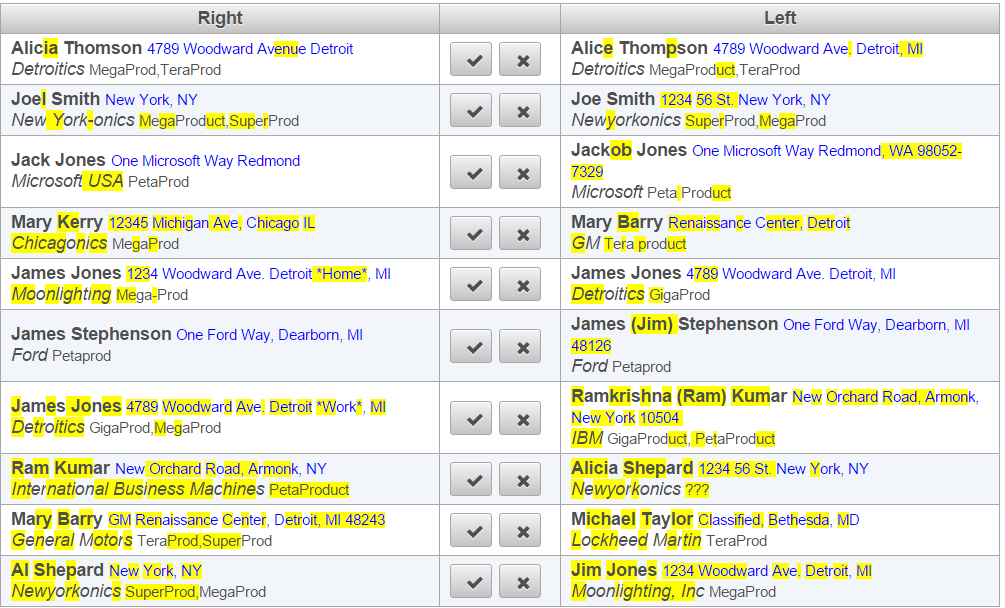 Right Left
Alicia Thomson 4789 Woodward Avenue Detroit
Detroitics MegaProd,TeraProd
Alice Thompson 4789 Woodward Ave. Detroit, MI
Detroitics MegaProduct,TeraProd
Joel Smith New York, NY
New York-onics MegaProduct,SuperProd
Joe Smith 1234 56 St. New York, NY
Newyorkonics SuperProd,MegaProd
Jack Jones One Microsoft Way Redmond
Microsoft USA PetaProd
Jackob Jones One Microsoft Way Redmond, WA 98052-
7329
Microsoft Peta Product
Mary Kerry 12345 Michigan Ave, Chicago IL
Chicagonics MegaProd
Mary Barry Renaissance Center, Detroit
GM Tera product
James Jones 1234 Woodward Ave. Detroit *Home*, MI
Moonlighting Mega-Prod
James Jones 4789 Woodward Ave. Detroit, MI
Detroitics GigaProd
James Stephenson One Ford Way, Dearborn, MI
Ford Petaprod
James (Jim) Stephenson One Ford Way, Dearborn, MI
48126
Ford Petaprod
James Jones 4789 Woodward Ave. Detroit *Work*, MI
Detroitics GigaProd,MegaProd
Ramkrishna (Ram) Kumar New Orchard Road, Armonk,
New York 10504
IBM GigaProduct, PetaProduct
Ram Kumar New Orchard Road, Armonk, NY
International Business Machines PetaProduct
Alicia Shepard 1234 56 St. New York, NY
Newyorkonics ???
Mary Barry GM Renaissance Center, Detroit, MI 48243
General Motors TeraProd,SuperProd
Michael Taylor Classified, Bethesda, MD
Lockheed Martin TeraProd
Al Shepard New York, NY
Newyorkonics SuperProd,MegaProd
Jim Jones 1234 Woodward Ave. Detroit, MI
Moonlighting, Inc MegaProd